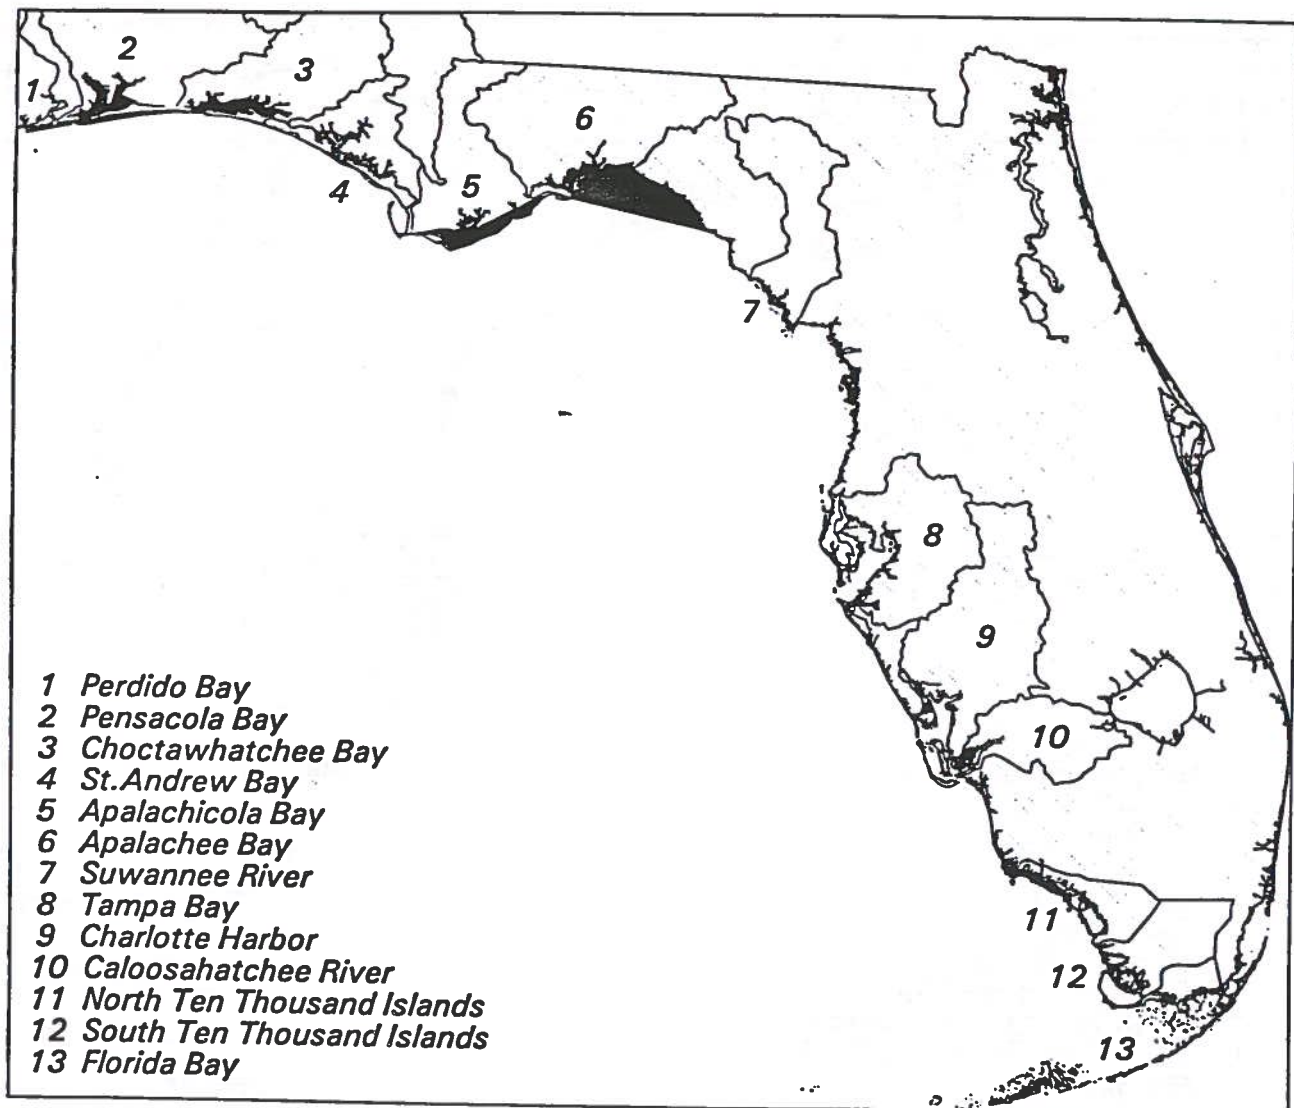 1
2
3
4
5
6
7
8
9
10
11
12
13
1 Perdido Bay
2 Pensacola Bay
3 Choctawhatchee Bay
4 St.Andrew Bay
5 Apalachicola Bay
6 Apalachee Bay
7 Suwannee River
8 Tampa Bay
9 Charlotte Harbor
10 Caloosahatchee River
11 North Ten Thousand Islands
12 South Ten Thousand Islands
13 Florida Bay